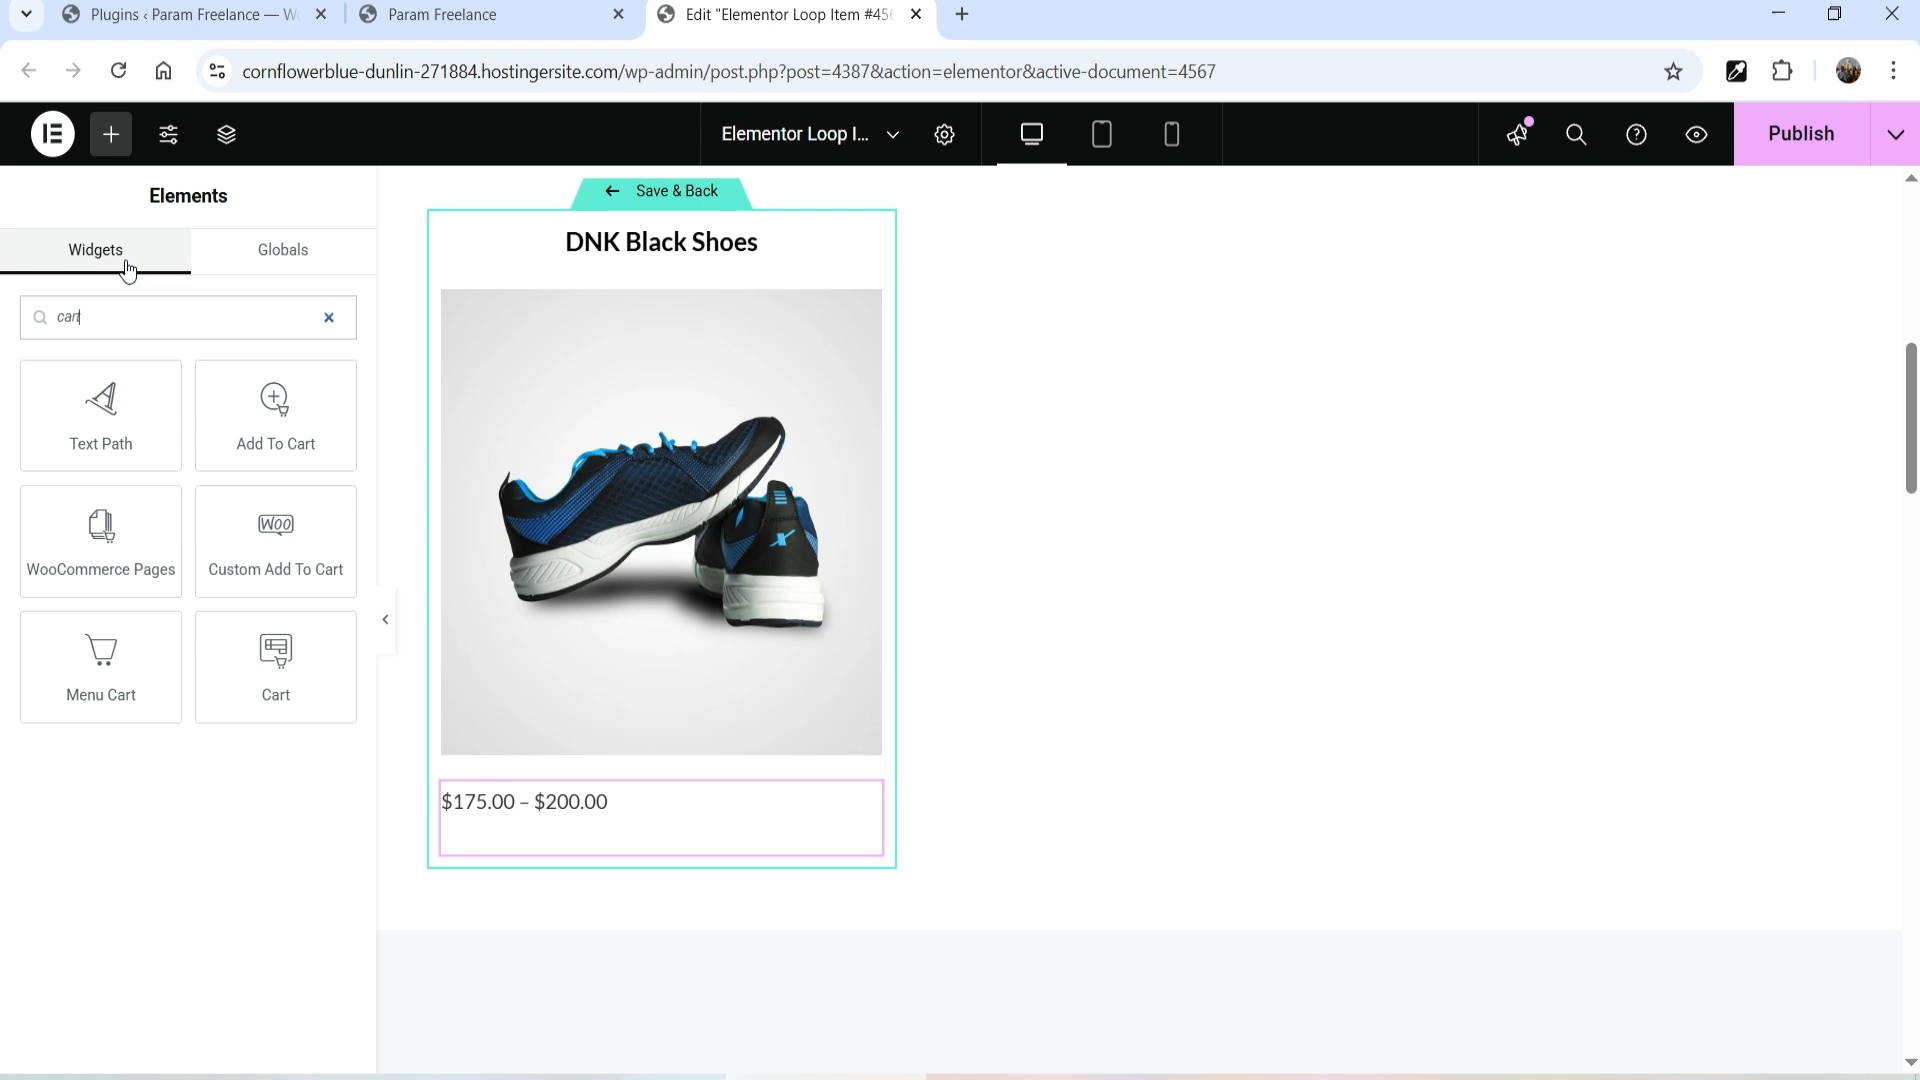 Plugins ‹ Param Freelance — W
Param Freelance
Edit "Elementor Loop Item #456
cornflowerblue-dunlin-271884.hostingersite.com/wp-admin/post.php?post=4387&action=elementor&active-document=4567
Elementor Loop I...
Publish
Elements
Widgets
Globals
cart
Text Path
Add To Cart
WooCommerce Pages
WOO
Custom Add To Cart
Menu Cart
Cart
Save & Back
DNK Black Shoes
$175.00 – $200.00